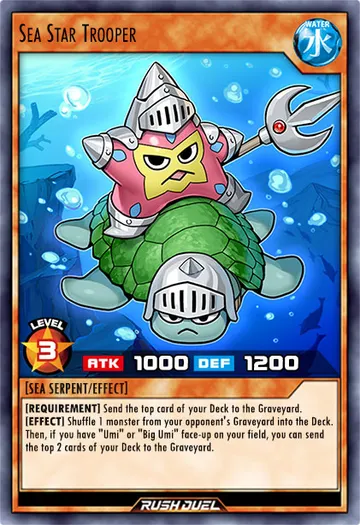 SEA STAR TROOPER
WATER
水
LEVEL
3
ATK 1000 DEF 1200
[SEA SERPENT/EFFECT]
[REQUIREMENT] Send the top card of your Deck to the Graveyard.
[EFFECT] Shuffle 1 monster from your opponent's Graveyard into the Deck.
Then, if you have "Umi" or "Big Umi" face-up on your field, you can send
the top 2 cards of your Deck to the Graveyard.
RUSH DUEL